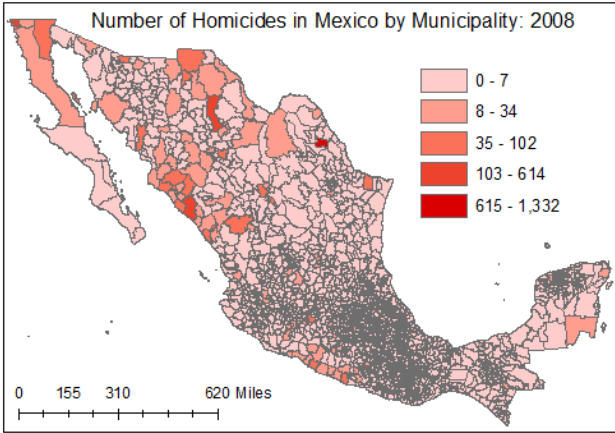 Number of Homicides in Mexico by Municipality: 2008
0 - 7
8 - 34
35 - 102
103 - 614
615 - 1,332
0 155 310 620 Miles